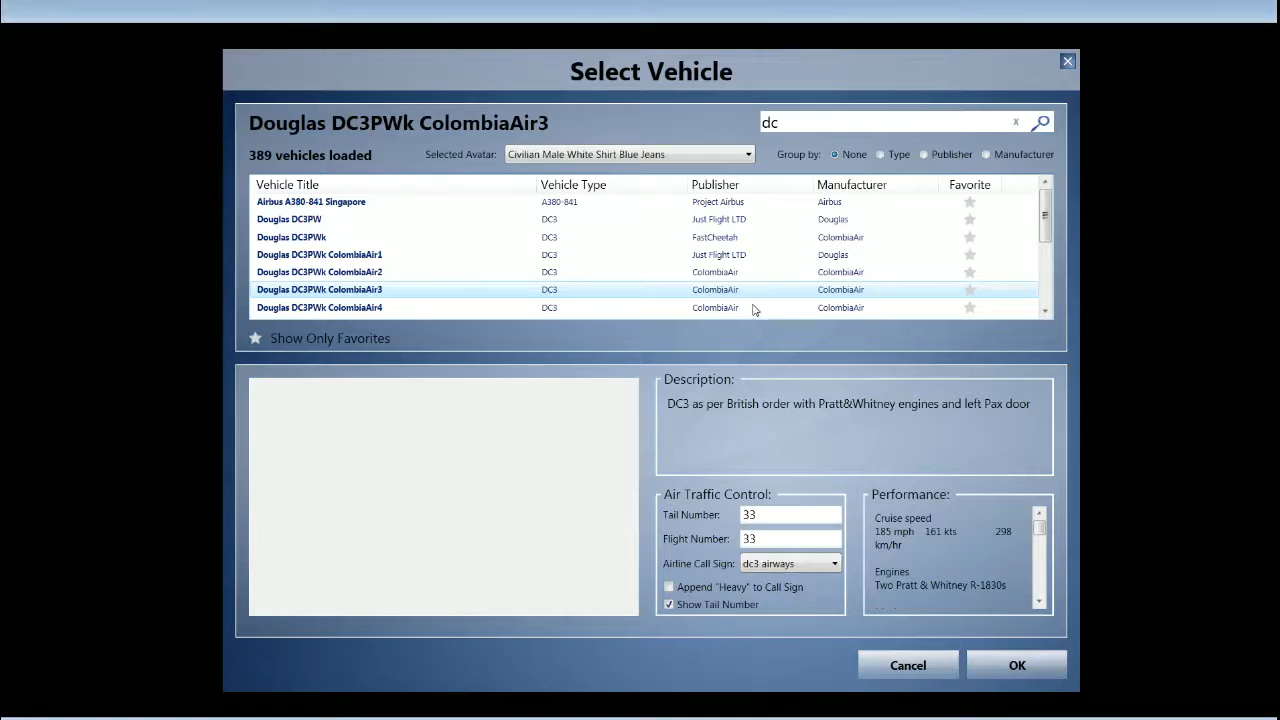 Select Vehicle
Douglas DC3PWk ColombiaAir3
dc x
389 vehicles loaded Selected Avatar: Civilian Male White Shirt Blue Jeans Group by: None Type Publisher Manufacturer
Vehicle Title Vehicle Type Publisher Manufacturer Favorite
Airbus A380-841 Singapore A380-841 Project Airbus Airbus
Douglas DC3PW DC3 Just Flight LTD Douglas
Douglas DC3PWk DC3 FastCheetah ColombiaAir
Douglas DC3PWk ColombiaAir1 DC3 Just Flight LTD Douglas
Douglas DC3PWk ColombiaAir2 DC3 ColombiaAir ColombiaAir
Douglas DC3PWk ColombiaAir3 DC3 ColombiaAir ColombiaAir
Douglas DC3PWk ColombiaAir4 DC3 ColombiaAir ColombiaAir
Show Only Favorites
Description:
DC3 as per British order with Pratt&Whitney engines and left Pax door
Air Traffic Control:
Tail Number: 33
Flight Number: 33
Airline Call Sign: dc3 airways
Append "Heavy" to Call Sign
Show Tail Number
Performance:
Cruise speed
185 mph 161 kts 298
km/hr
Engines
Two Pratt & Whitney R-1830s
Cancel OK